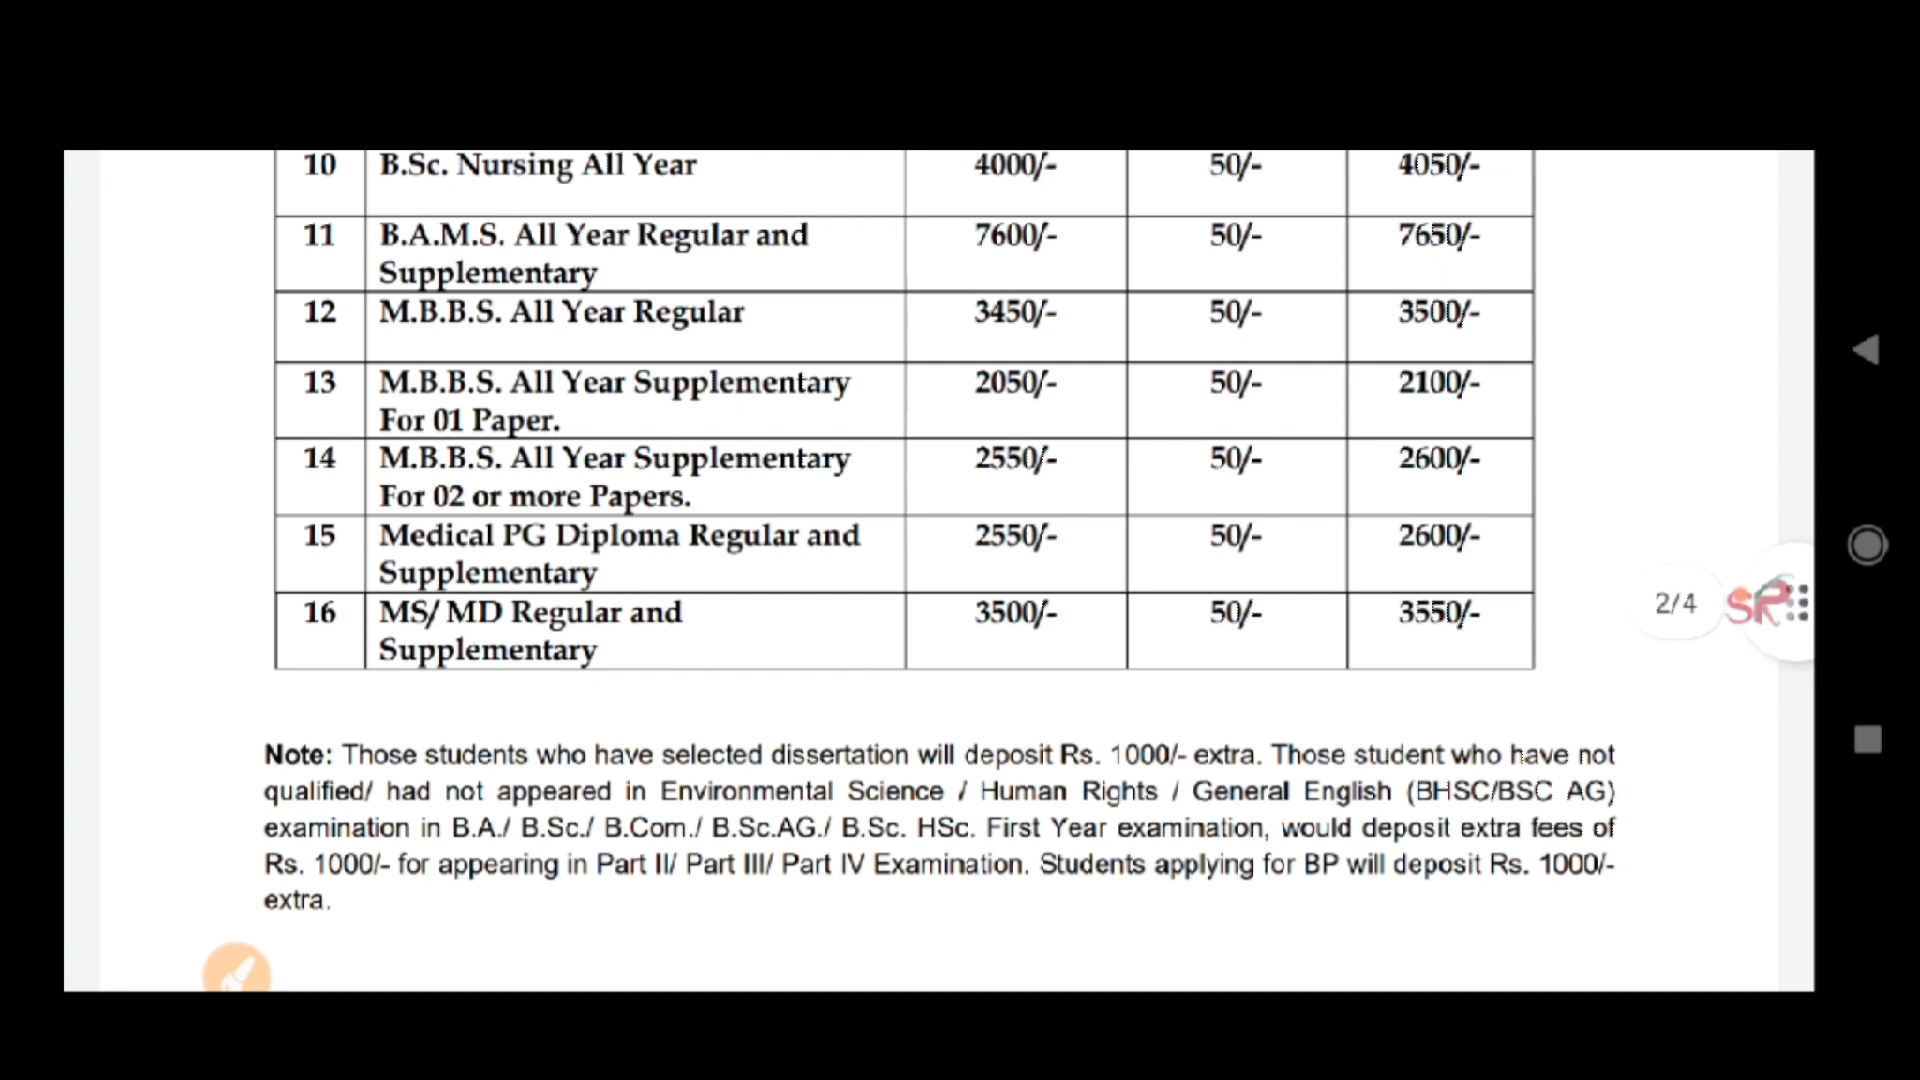 10 B.Sc. Nursing All Year 4000/- 50/- 4050/-
11 B.A.M.S. All Year Regular and 7600/- 50/- 7650/-
Supplementary
12 M.B.B.S. All Year Regular 3450/- 50/- 3500/-
13 M.B.B.S. All Year Supplementary 2050/- 50/- 2100/-
For 01 Paper.
14 M.B.B.S. All Year Supplementary 2550/- 50/- 2600/-
For 02 or more Papers.
15 Medical PG Diploma Regular and 2550/- 50/- 2600/-
Supplementary
16 MS/ MD Regular and 3500/- 50/- 3550/-
Supplementary
2/4 SR
Note: Those students who have selected dissertation will deposit Rs. 1000/- extra. Those student who have not
qualified/ had not appeared in Environmental Science / Human Rights / General English (BHSC/BSC AG)
examination in B.A./ B.Sc./ B.Com./ B.Sc.AG./ B.Sc. HSc. First Year examination, would deposit extra fees of
Rs. 1000/- for appearing in Part II/ Part III/ Part IV Examination. Students applying for BP will deposit Rs. 1000/-
extra.